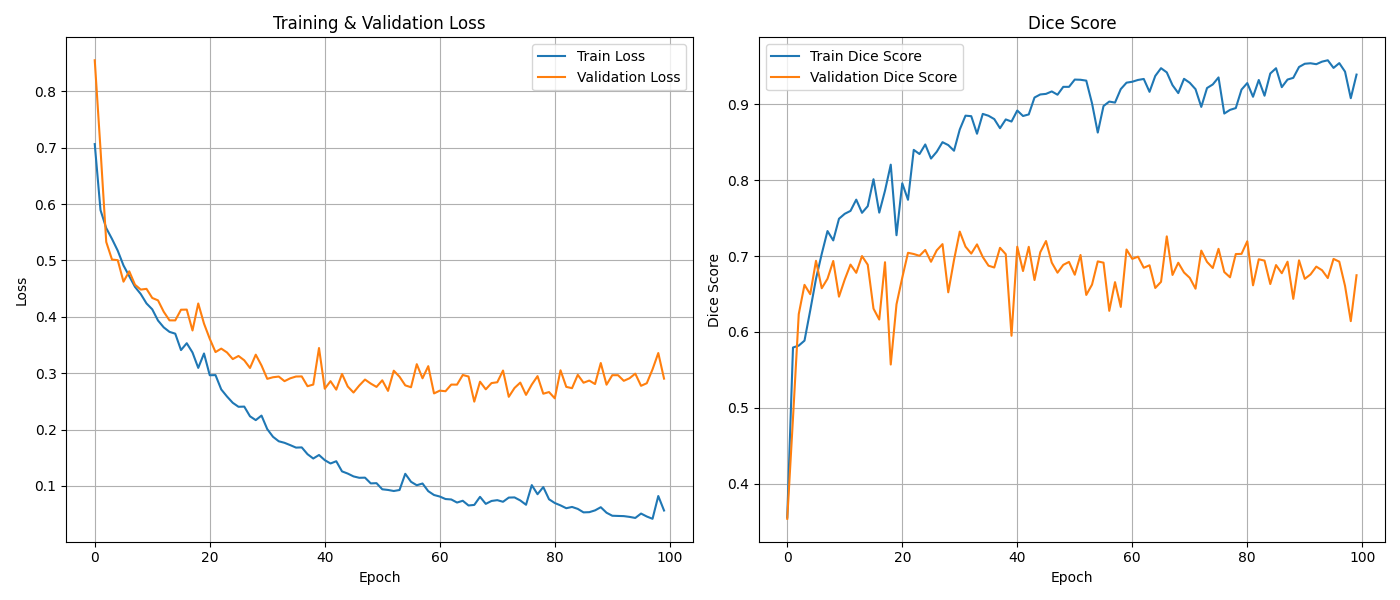 Training & Validation Loss
Train Loss
Validation Loss
Loss
0.8
0.7
0.6
0.5
0.4
0.3
0.2
0.1
0 20 40 60 80 100
Epoch
Dice Score
Train Dice Score
Validation Dice Score
Dice Score
0.9
0.8
0.7
0.6
0.5
0.4
0 20 40 60 80 100
Epoch